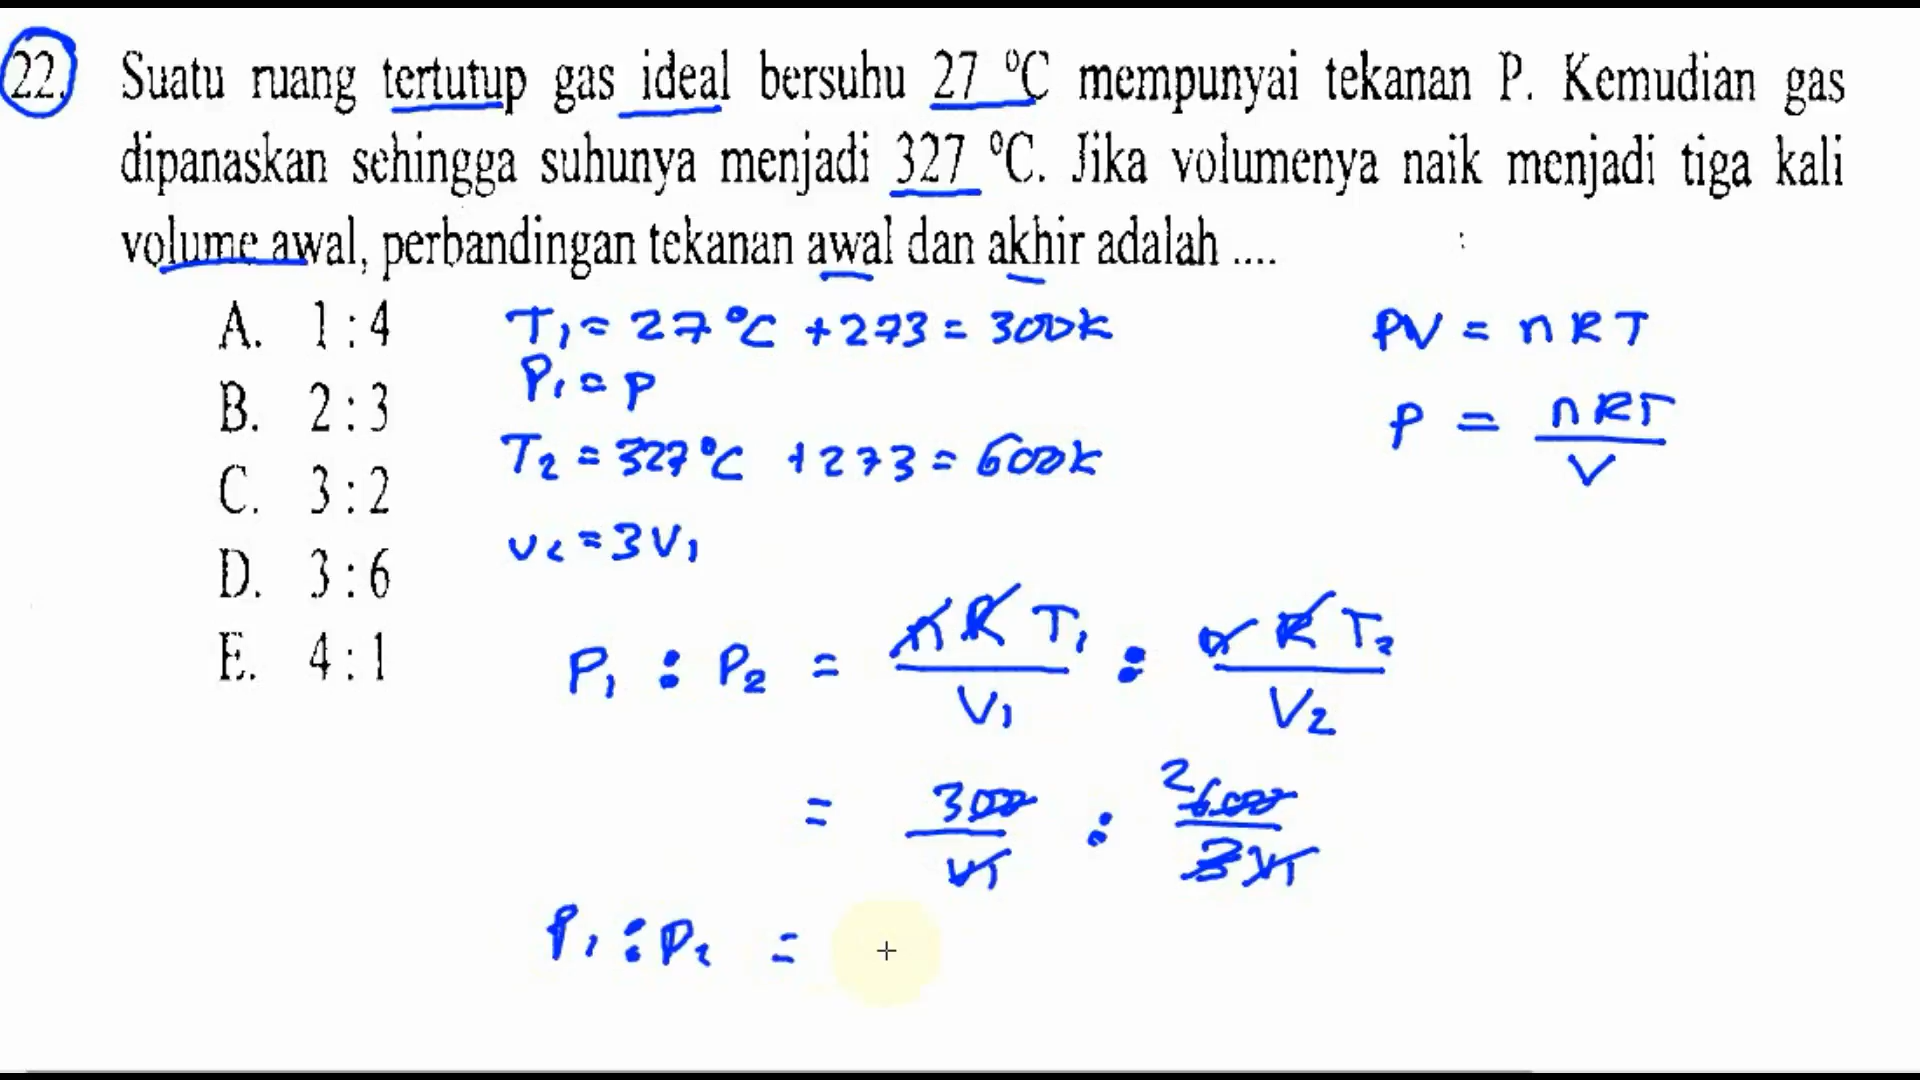 22. Suatu ruang tertutup gas ideal bersuhu 27 °C mempunyai tekanan P. Kemudian gas
dipanaskan sehingga suhunya menjadi 327 °C. Jika volumenya naik menjadi tiga kali
volume awal, perbandingan tekanan awal dan akhir adalah ....
A. 1 : 4
B. 2 : 3
C. 3 : 2
D. 3 : 6
E. 4 : 1
T₁ = 27°C + 273 = 300K
P₁ = P
T₂ = 327°C + 273 = 600K
V₂ = 3V₁
PV = nRT
P = nRT
V
P₁ : P₂ = nRT₁ : nRT₂
V₁ V₂
= 300 : 2 600
V₁ 3V₁
P₁ : P₂ =